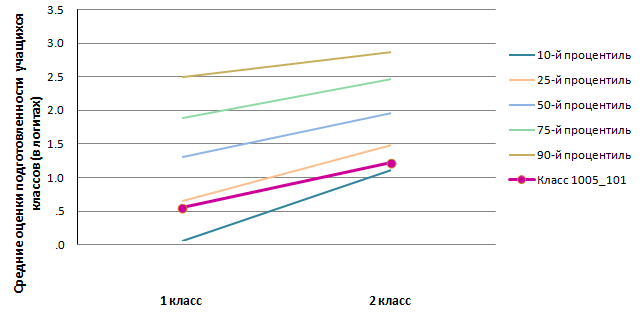 Средние оценки подготовленности учащихся
классов (в логитах)
3.5
3.0
2.5
2.0
1.5
1.0
.5
.0
1 класс
2 класс
10-й процентиль
25-й процентиль
50-й процентиль
75-й процентиль
90-й процентиль
Класс 1005_101